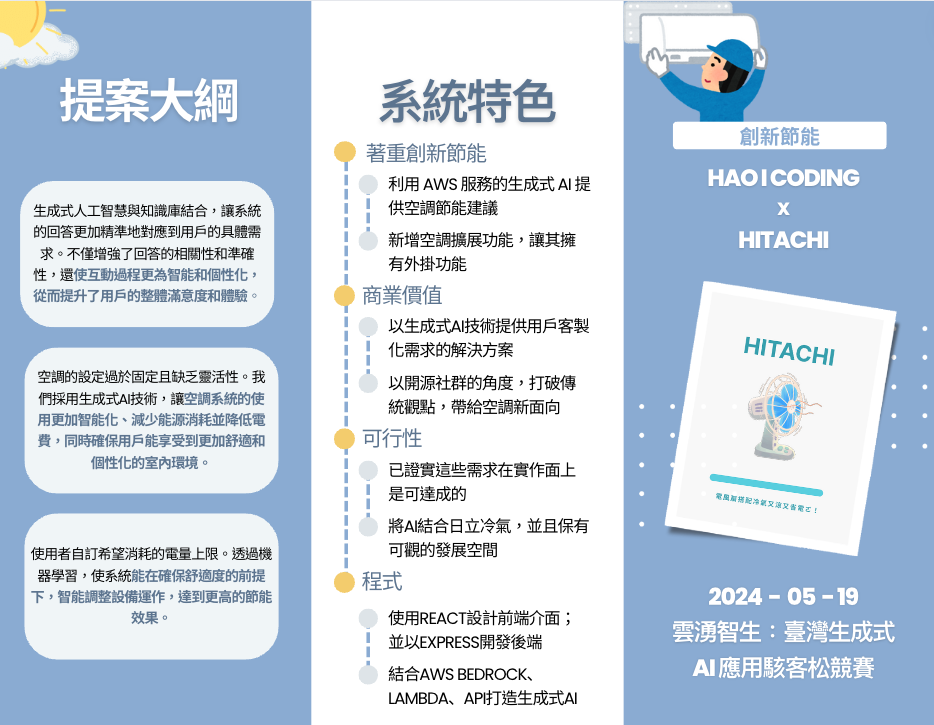 提案大綱
生成式人工智慧與知識庫結合，讓系統
的回答更加精準地對應到用戶的具體需
求。不僅增強了回答的相關性和準確
性，還使互動過程更為智能和個性化，
從而提升了用戶的整體滿意度和體驗。
空調的設定過於固定且缺乏靈活性。我
們採用生成式AI技術，讓空調系統的使
用更加智能化、減少能源消耗並降低電
費，同時確保用戶能享受到更加舒適和
個性化的室內環境。
使用者自訂希望消耗的電量上限。透過機
器學習，使系統能在確保舒適度的前提
下，智能調整設備運作，達到更高的節能
效果。
系統特色
著重創新節能
利用 AWS 服務的生成式 AI 提
供空調節能建議
新增空調擴展功能，讓其擁
有外掛功能
商業價值
以生成式AI技術提供用戶客製
化需求的解決方案
以開源社群的角度，打破傳
統觀點，帶給空調新面向
可行性
已證實這些需求在實作面上
是可達成的
將AI結合日立冷氣，並且保有
可觀的發展空間
程式
使用REACT設計前端介面；
並以EXPRESS開發後端
結合AWS BEDROCK、
LAMBDA、API打造生成式AI
創新節能
HAO I CODING
X
HITACHI
HITACHI
電風扇搭配冷氣又涼又省電ㄛ！
2024 - 05 -19
雲湧智生：臺灣生成式
AI 應用駭客松競賽